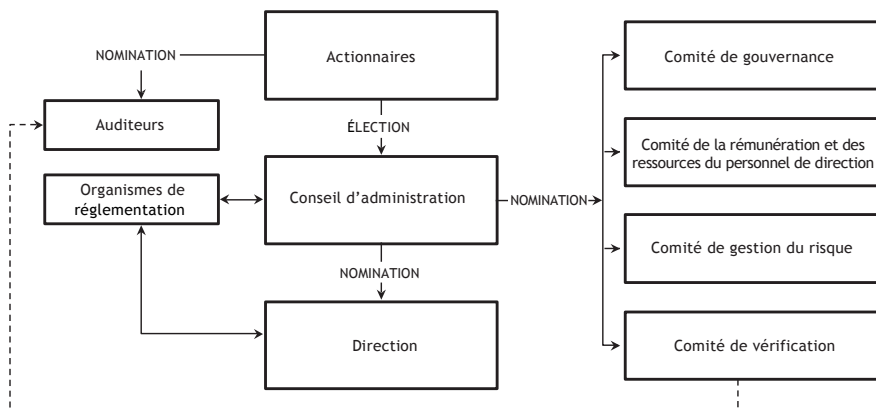 NOMINATION
Actionnaires
Comité de gouvernance
Auditeurs
ÉLECTION
Comité de la rémunération et des
ressources du personnel de direction
Organismes de
réglementation
Conseil d’administration
NOMINATION
Comité de gestion du risque
NOMINATION
Direction
Comité de vérification